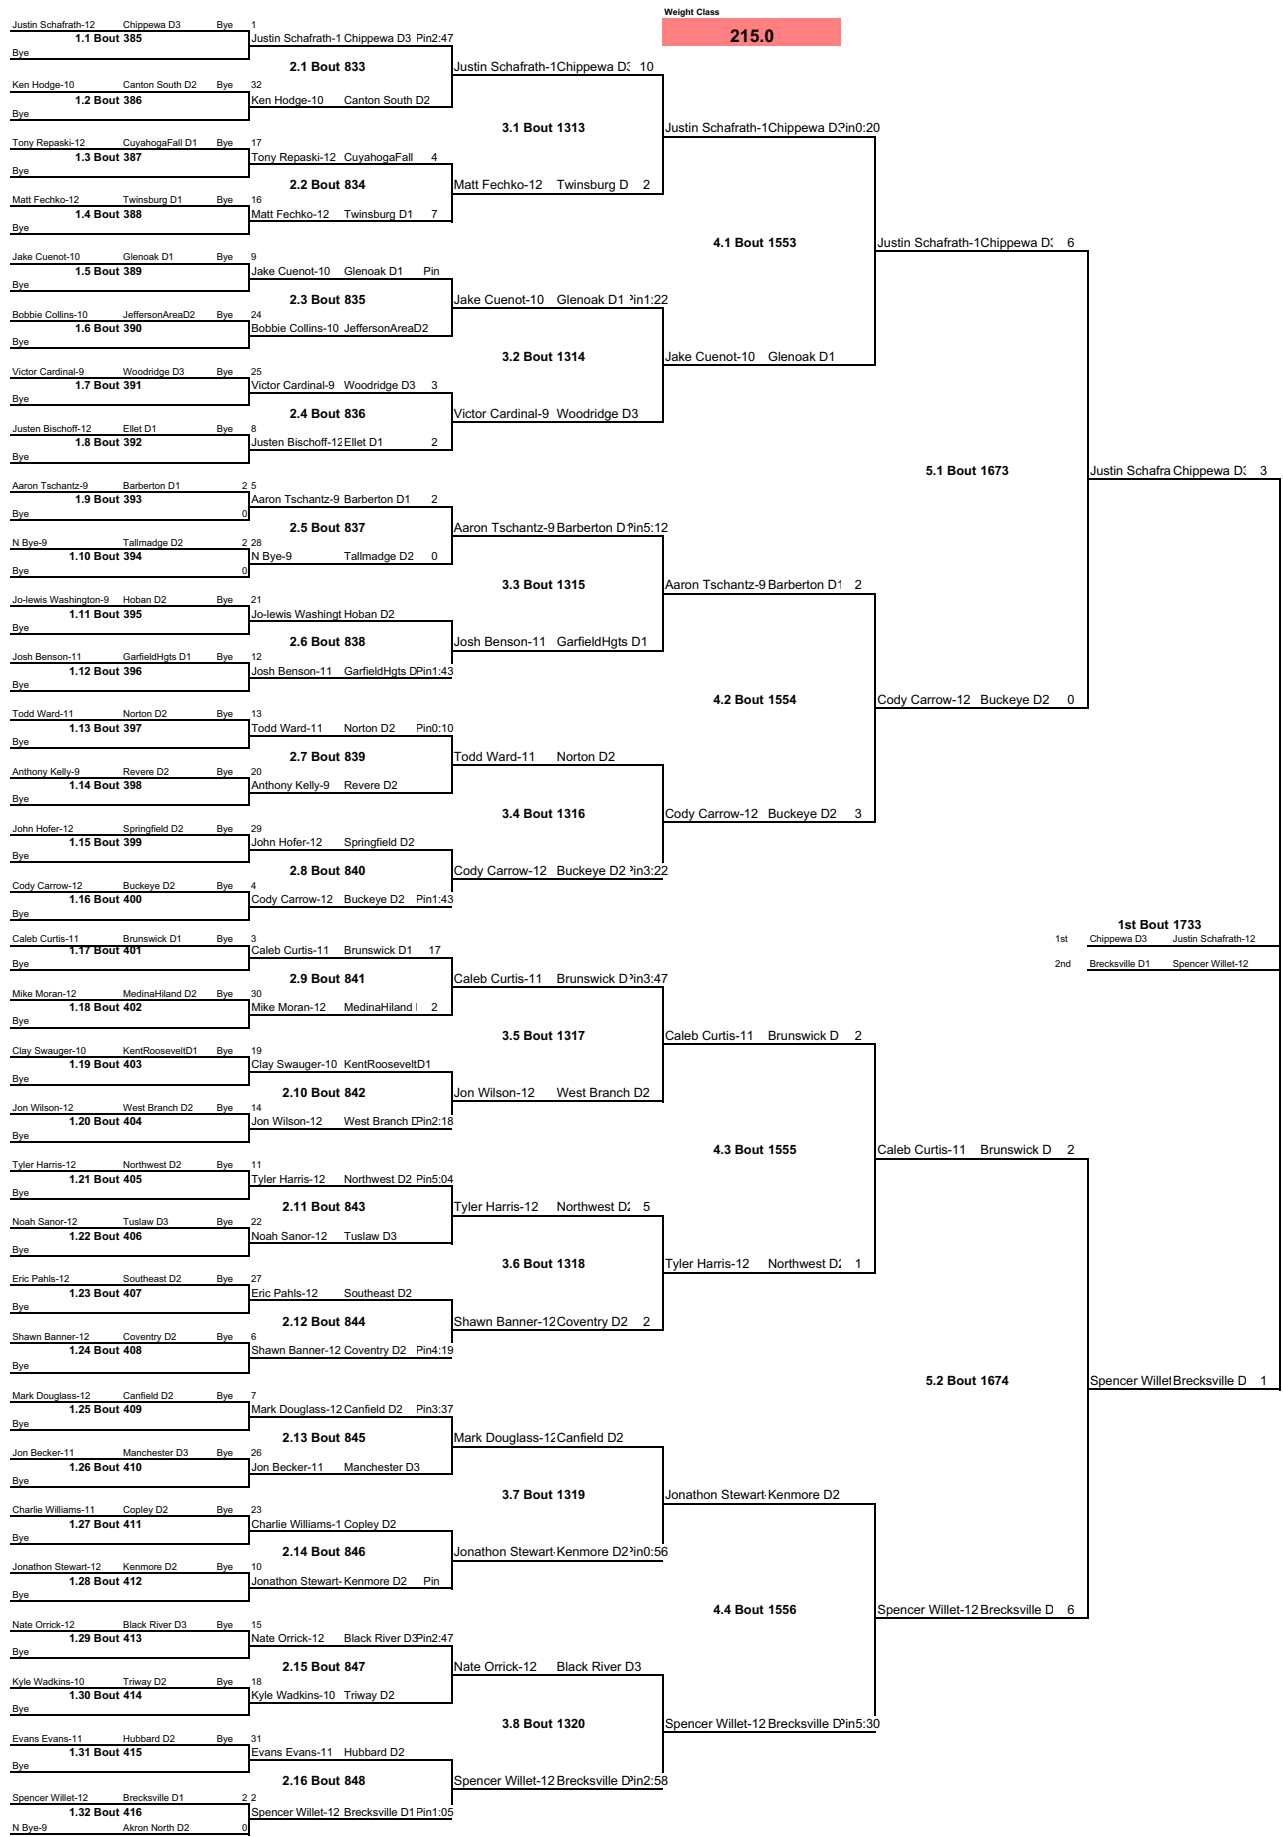 Weight Class
215.0
Justin Schafrath-12 Chippewa D3 Bye 1
1.1 Bout 385
Bye
Ken Hodge-10 Canton South D2 Bye 32
1.2 Bout 386
Bye
Tony Repaski-12 CuyahogaFall D1 Bye 17
1.3 Bout 387
Bye
Matt Fechko-12 Twinsburg D1 Bye 16
1.4 Bout 388
Bye
Jake Cuenot-10 Glenoak D1 Bye 9
1.5 Bout 389
Bye
Bobbie Collins-10 JeffersonAreaD2 Bye 24
1.6 Bout 390
Bye
Victor Cardinal-9 Woodridge D3 Bye 25
1.7 Bout 391
Bye
Justen Bischoff-12 Ellet D1 Bye 8
1.8 Bout 392
Bye
Aaron Tschantz-9 Barberton D1 2 5
1.9 Bout 393
Bye 0
N Bye-9 Tallmadge D2 2 28
1.10 Bout 394
Bye 0
Jo-lewis Washington-9 Hoban D2 Bye 21
1.11 Bout 395
Bye
Josh Benson-11 GarfieldHgts D1 Bye 12
1.12 Bout 396
Bye
Todd Ward-11 Norton D2 Bye 13
1.13 Bout 397
Bye
Anthony Kelly-9 Revere D2 Bye 20
1.14 Bout 398
Bye
John Hofer-12 Springfield D2 Bye 29
1.15 Bout 399
Bye
Cody Carrow-12 Buckeye D2 Bye 4
1.16 Bout 400
Bye
Caleb Curtis-11 Brunswick D1 Bye 3
1.17 Bout 401
Bye
Mike Moran-12 MedinaHiland D2 Bye 30
1.18 Bout 402
Bye
Clay Swauger-10 KentRooseveltD1 Bye 19
1.19 Bout 403
Bye
Jon Wilson-12 West Branch D2 Bye 14
1.20 Bout 404
Bye
Tyler Harris-12 Northwest D2 Bye 11
1.21 Bout 405
Bye
Noah Sanor-12 Tuslaw D3 Bye 22
1.22 Bout 406
Bye
Eric Pahls-12 Southeast D2 Bye 27
1.23 Bout 407
Bye
Shawn Banner-12 Coventry D2 Bye 6
1.24 Bout 408
Bye
Mark Douglass-12 Canfield D2 Bye 7
1.25 Bout 409
Bye
Jon Becker-11 Manchester D3 Bye 26
1.26 Bout 410
Bye
Charlie Williams-11 Copley D2 Bye 23
1.27 Bout 411
Bye
Jonathon Stewart-12 Kenmore D2 Bye 10
1.28 Bout 412
Bye
Nate Orrick-12 Black River D3 Bye 15
1.29 Bout 413
Bye
Kyle Wadkins-10 Triway D2 Bye 18
1.30 Bout 414
Bye
Evans Evans-11 Hubbard D2 Bye 31
1.31 Bout 415
Bye
Spencer Willet-12 Brecksville D1 2 2
1.32 Bout 416
N Bye-9 Akron North D2 0
Justin Schafrath-1 Chippewa D3 Pin2:47
2.1 Bout 833
Ken Hodge-10 Canton South D2
Tony Repaski-12 CuyahogaFall 4
2.2 Bout 834
Matt Fechko-12 Twinsburg D1 7
Jake Cuenot-10 Glenoak D1 Pin
2.3 Bout 835
Bobbie Collins-10 JeffersonAreaD2
Victor Cardinal-9 Woodridge D3 3
2.4 Bout 836
Justen Bischoff-12 Ellet D1 2
Aaron Tschantz-9 Barberton D1 2
2.5 Bout 837
N Bye-9 Tallmadge D2 0
Jo-lewis Washingt Hoban D2
2.6 Bout 838
Josh Benson-11 GarfieldHgts D Pin1:43
Todd Ward-11 Norton D2 Pin0:10
2.7 Bout 839
Anthony Kelly-9 Revere D2
John Hofer-12 Springfield D2
2.8 Bout 840
Cody Carrow-12 Buckeye D2 Pin1:43
Caleb Curtis-11 Brunswick D1 17
2.9 Bout 841
Mike Moran-12 MedinaHiland 2
Clay Swauger-10 KentRooseveltD1
2.10 Bout 842
Jon Wilson-12 West Branch D Pin2:18
Tyler Harris-12 Northwest D2 Pin5:04
2.11 Bout 843
Noah Sanor-12 Tuslaw D3
Eric Pahls-12 Southeast D2
2.12 Bout 844
Shawn Banner-12 Coventry D2 Pin4:19
Mark Douglass-12 Canfield D2 Pin3:37
2.13 Bout 845
Jon Becker-11 Manchester D3
Charlie Williams-1 Copley D2
2.14 Bout 846
Jonathon Stewart- Kenmore D2 Pin
Nate Orrick-12 Black River D3 Pin2:47
2.15 Bout 847
Kyle Wadkins-10 Triway D2
Evans Evans-11 Hubbard D2
2.16 Bout 848
Spencer Willet-12 Brecksville D1 Pin1:05
Justin Schafrath-1 Chippewa D3 10
3.1 Bout 1313
Matt Fechko-12 Twinsburg D 2
Jake Cuenot-10 Glenoak D1 Pin1:22
3.2 Bout 1314
Victor Cardinal-9 Woodridge D3
Aaron Tschantz-9 Barberton D1 Pin5:12
3.3 Bout 1315
Josh Benson-11 GarfieldHgts D1
Todd Ward-11 Norton D2
3.4 Bout 1316
Cody Carrow-12 Buckeye D2 Pin3:22
Caleb Curtis-11 Brunswick D Pin3:47
3.5 Bout 1317
Jon Wilson-12 West Branch D2
Tyler Harris-12 Northwest D2 5
3.6 Bout 1318
Shawn Banner-12 Coventry D2 2
Mark Douglass-12 Canfield D2
3.7 Bout 1319
Jonathon Stewart- Kenmore D2 Pin0:56
Nate Orrick-12 Black River D3
3.8 Bout 1320
Spencer Willet-12 Brecksville D Pin2:58
Justin Schafrath-1 Chippewa D3 Pin0:20
4.1 Bout 1553
Jake Cuenot-10 Glenoak D1
Aaron Tschantz-9 Barberton D1 2
4.2 Bout 1554
Cody Carrow-12 Buckeye D2 3
Caleb Curtis-11 Brunswick D 2
4.3 Bout 1555
Tyler Harris-12 Northwest D2 1
Jonathon Stewart- Kenmore D2
4.4 Bout 1556
Spencer Willet-12 Brecksville D Pin5:30
Justin Schafrath-1 Chippewa D3 6
5.1 Bout 1673
Cody Carrow-12 Buckeye D2 0
Caleb Curtis-11 Brunswick D 2
5.2 Bout 1674
Spencer Willet-12 Brecksville D 6
Justin Schafra Chippewa D3 3
1st Bout 1733
1st Chippewa D3 Justin Schafrath-12
2nd Brecksville D1 Spencer Willet-12
Spencer Willet Brecksville D 1